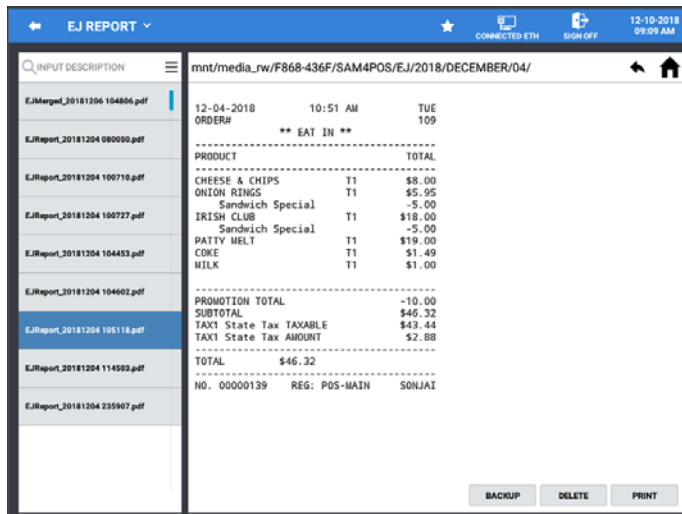 EJ REPORT
CONNECTED ETH
SIGN OFF
12-10-2018
09:09 AM
INPUT DESCRIPTION
mnt/media_rw/F868-436F/SAM4POS/EJ/2018/DECEMBER/04/
EJMerged_20181206 104806.pdf
EJReport_20181204 080050.pdf
EJReport_20181204 100710.pdf
EJReport_20181204 100727.pdf
EJReport_20181204 104453.pdf
EJReport_20181204 104602.pdf
EJReport_20181204 105118.pdf
EJReport_20181204 114503.pdf
EJReport_20181204 235907.pdf
12-04-2018 10:51 AM TUE
ORDER# 109
** EAT IN **
PRODUCT TOTAL
CHEESE & CHIPS T1 $8.00
ONION RINGS T1 $5.95
Sandwich Special -5.00
IRISH CLUB T1 $18.00
Sandwich Special -5.00
PATTY MELT T1 $19.00
COKE T1 $1.49
MILK T1 $1.00
PROMOTION TOTAL -10.00
SUBTOTAL $46.32
TAX1 State Tax TAXABLE $43.44
TAX1 State Tax AMOUNT $2.88
TOTAL $46.32
NO. 00000139 REG: POS-MAIN SONJAI
BACKUP
DELETE
PRINT